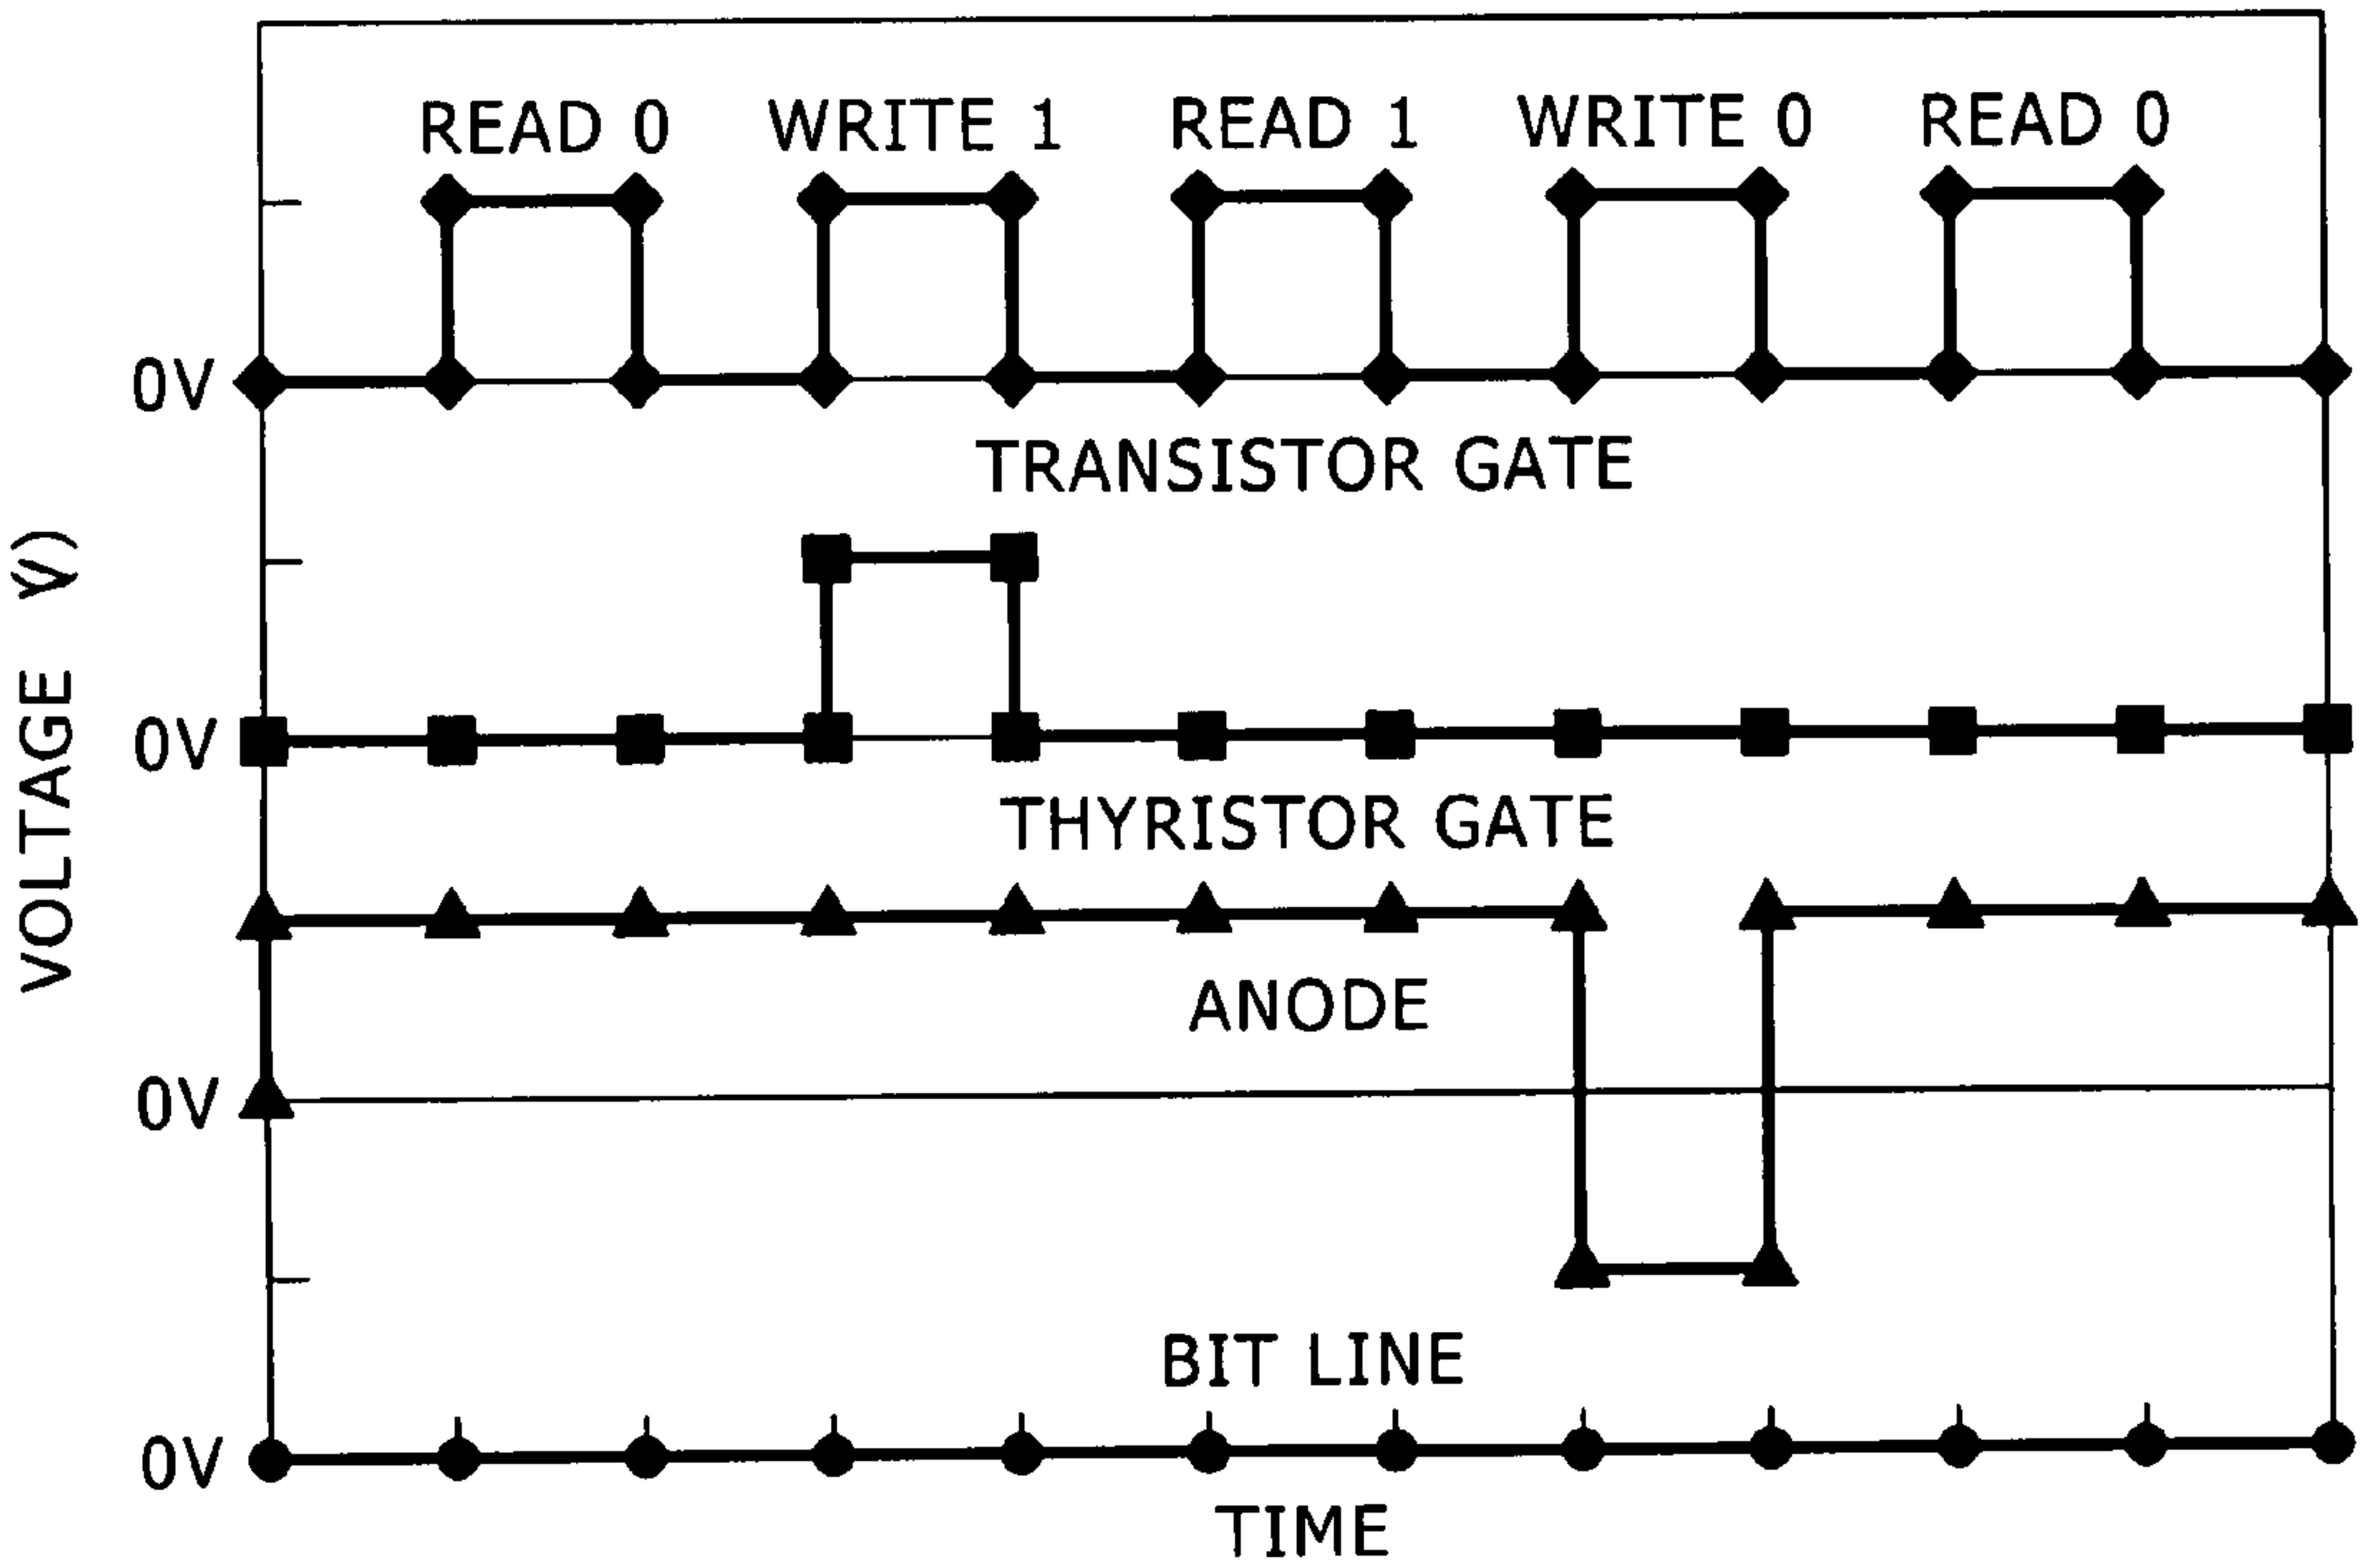 READ 0 WRITE 1 READ 1 WRITE 0 READ 0
0V
TRANSISTOR GATE
VOLTAGE V)
0V
THYRISTOR GATE
ANODE
0V
BIT LINE
0V
TIME